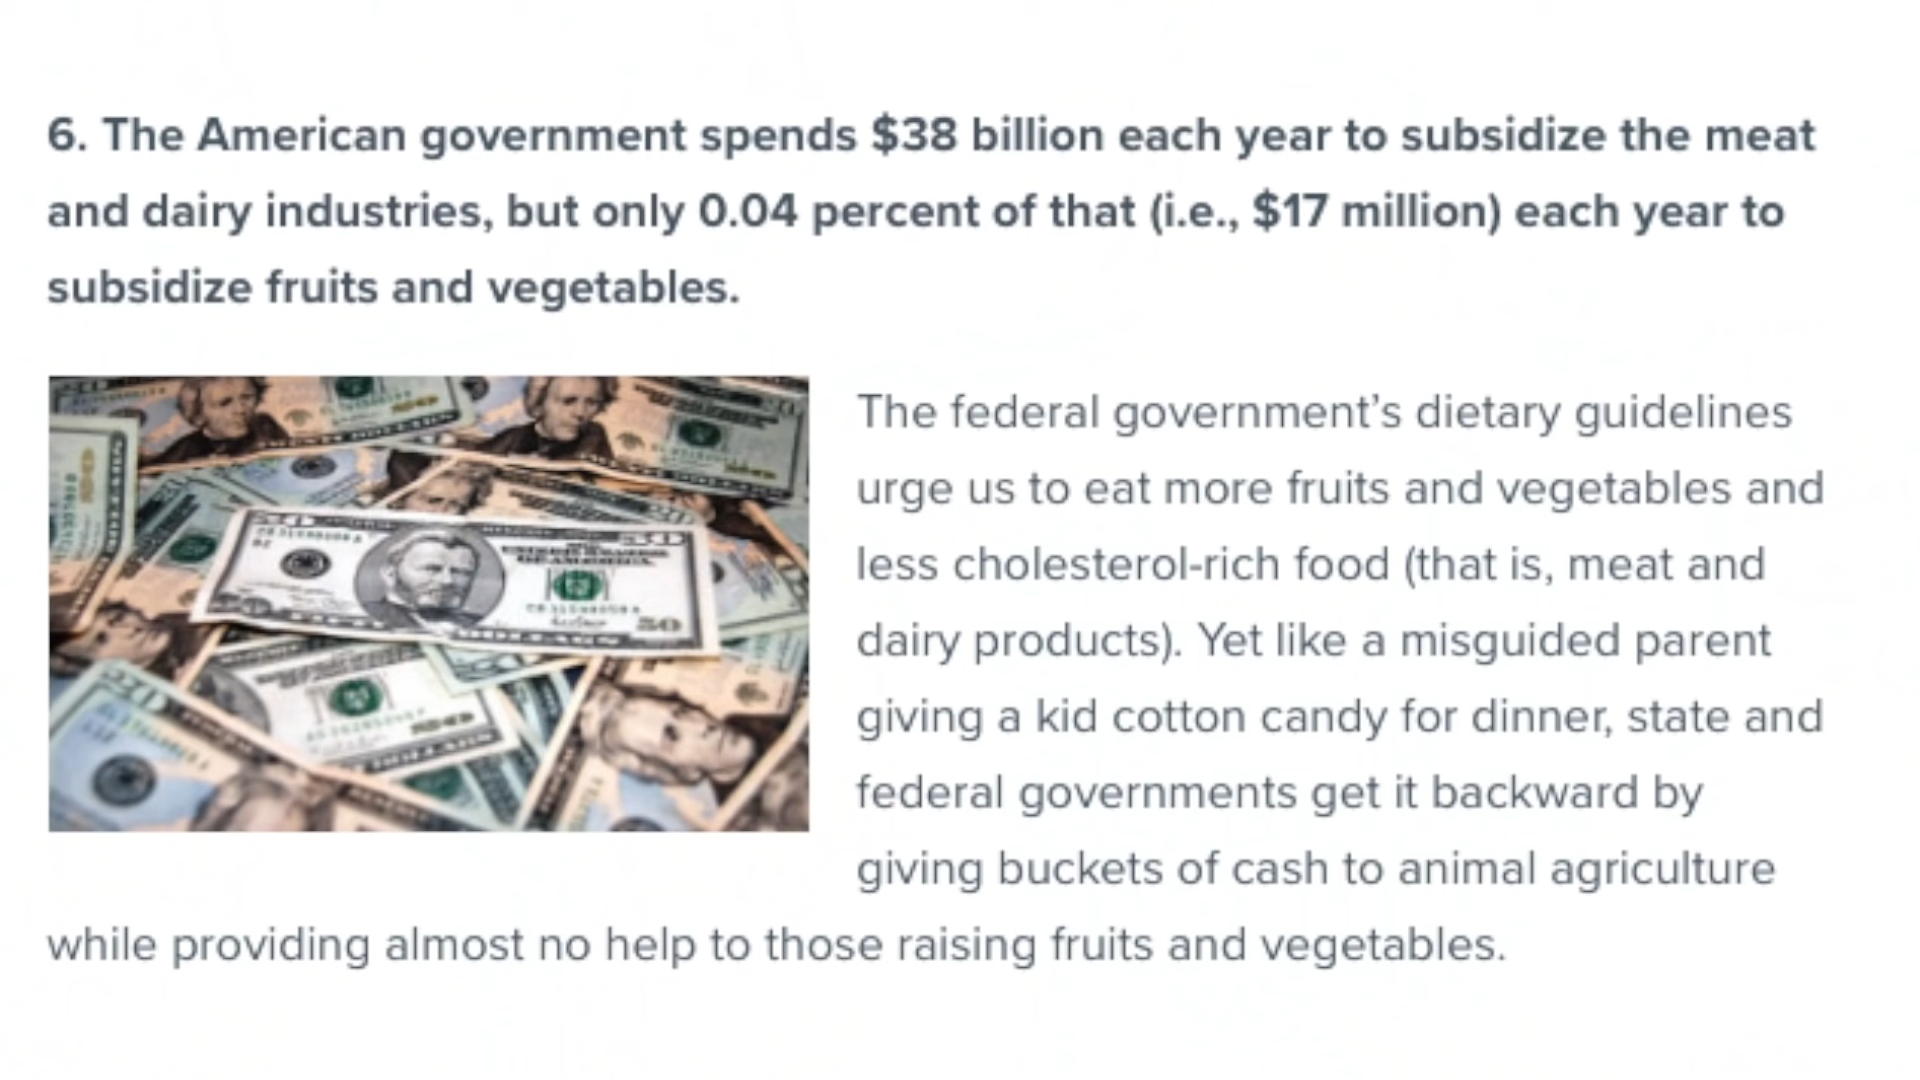 6. The American government spends $38 billion each year to subsidize the meat
and dairy industries, but only 0.04 percent of that (i.e., $17 million) each year to
subsidize fruits and vegetables.
The federal government's dietary guidelines
urge us to eat more fruits and vegetables and
less cholesterol-rich food (that is, meat and
dairy products). Yet like a misguided parent
giving a kid cotton candy for dinner, state and
federal governments get it backward by
giving buckets of cash to animal agriculture
while providing almost no help to those raising fruits and vegetables.